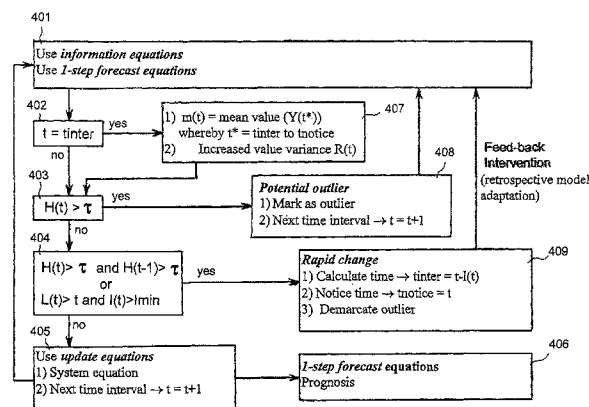 401
Use information equations
Use 1-step forecast equations
402
t = tinter
yes
no
407
1) m(t) = mean value (Y(t*))
whereby t* = tinter to tnotice
2) Increased value variance R(t)
403
H(t) > τ
yes
no
408
Potential outlier
1) Mark as outlier
2) Next time interval → t = t+1
Feed-back
Intervention
(retrospective model
adaptation)
404
H(t)> τ and H(t-1)> τ
or
L(t)> t and I(t)>Imin
yes
no
409
Rapid change
1) Calculate time → tinter = t-I(t)
2) Notice time → tnotice = t
3) Demarcate outlier
405
Use update equations
1) System equation
2) Next time interval → t = t+1
406
1-step forecast equations
Prognosis